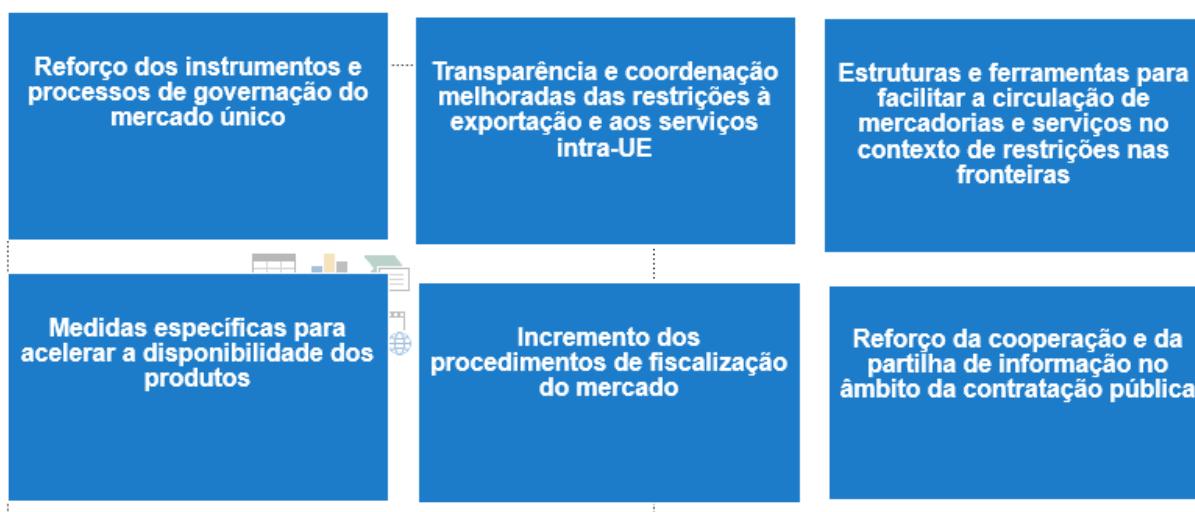 Reforço dos instrumentos e
processos de governação do
mercado único
Transparência e coordenação
melhoradas das restrições à
exportação e aos serviços
intra-UE
Estruturas e ferramentas para
facilitar a circulação de
mercadorias e serviços no
contexto de restrições nas
fronteiras
Medidas específicas para
acelerar a disponibilidade dos
produtos
Incremento dos
procedimentos de fiscalização
do mercado
Reforço da cooperação e da
partilha de informação no
âmbito da contratação pública